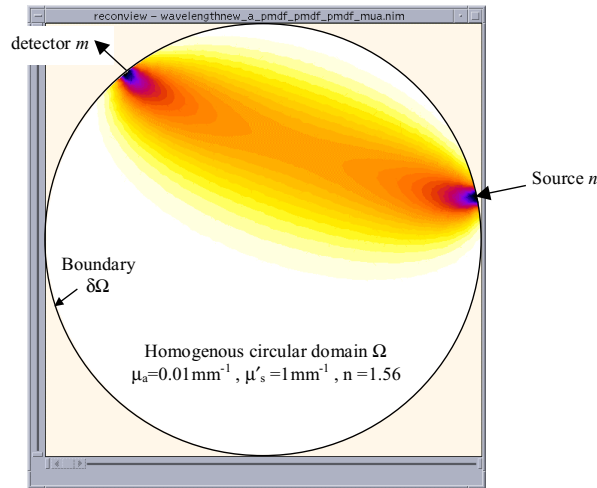 reconview – wavelengthnew_a_pmdf_pmdf_pmdf_mua.nim
detector m
Source n
Boundary
δΩ
Homogenous circular domain Ω
μa=0.01mm⁻¹ , μ′s =1mm⁻¹ , n =1.56